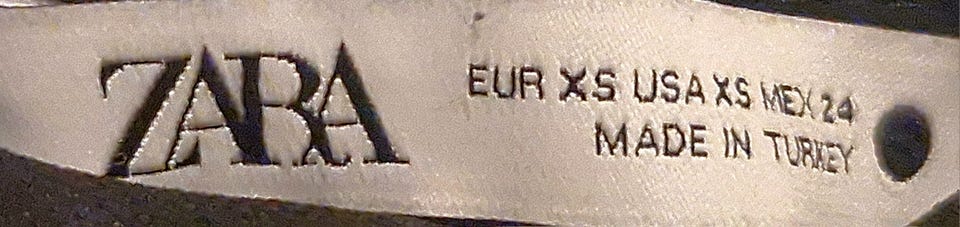 ZARA
EUR XS USA XS MEX 24
MADE IN TURKEY